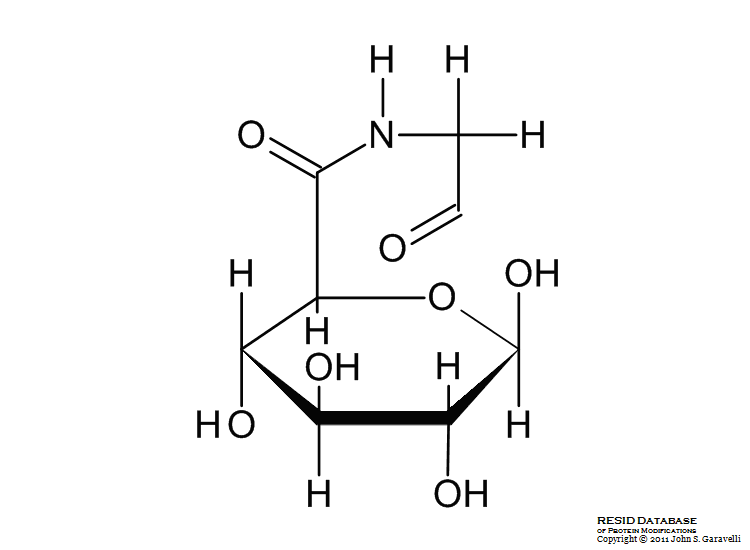 H H
O N H
O
H O OH
H
OH H
HO H
H OH
RESID DATABASE
OF PROTEIN MODIFICATIONS
Copyright © 2011 John S. Garavelli